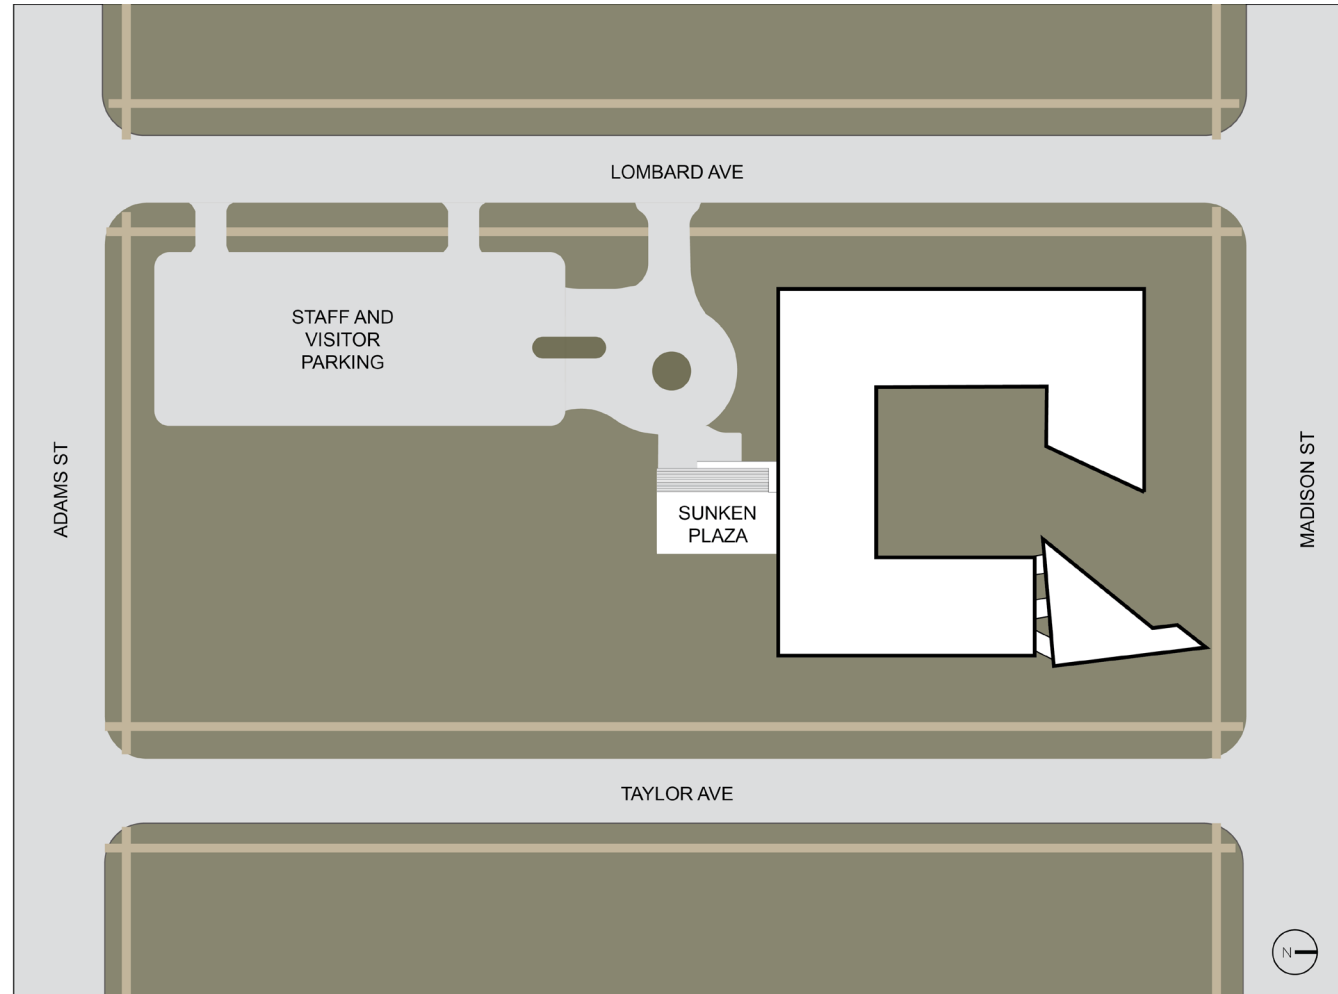 LOMBARD AVE
STAFF AND
VISITOR
PARKING
ADAMS ST
MADISON ST
SUNKEN
PLAZA
TAYLOR AVE
N